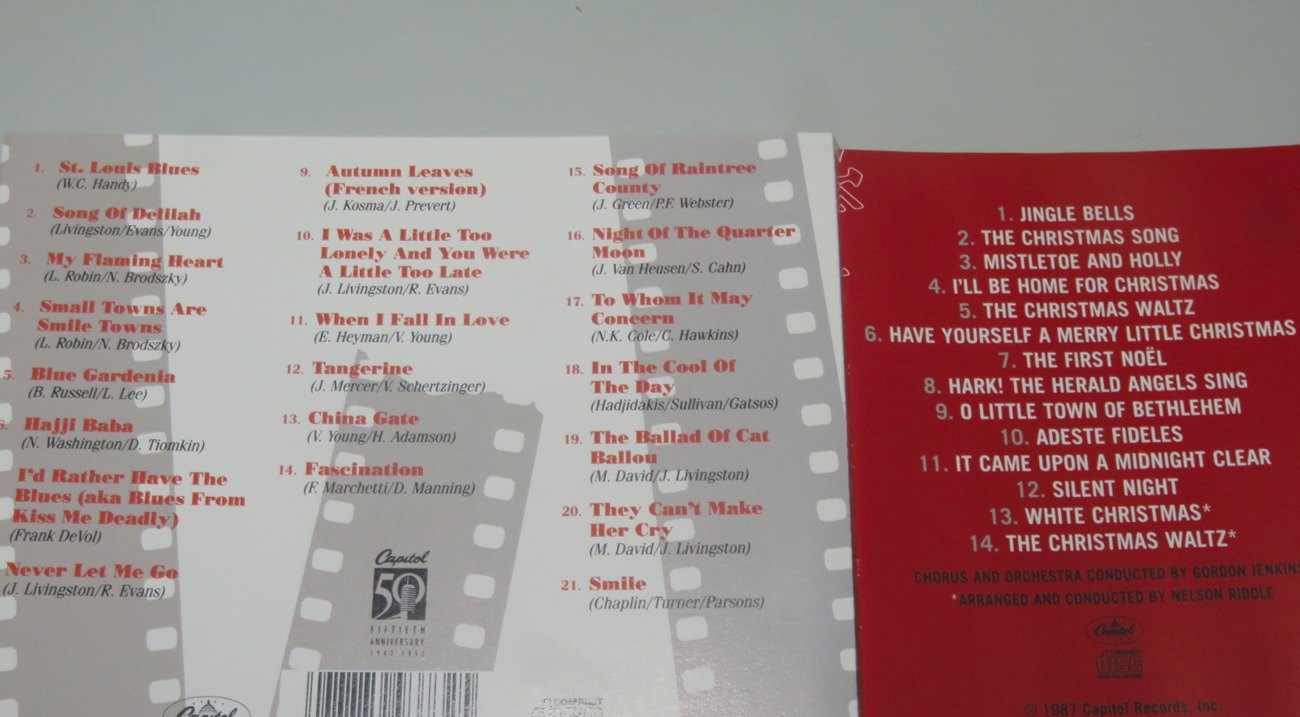 1. St. Louis Blues
(W.C. Handy)
2. Song Of Delilah
(Livingston/Evans/Young)
3. My Flaming Heart
(L. Robin/N. Brodszky)
4. Small Towns Are
Smile Towns
(L. Robin/N. Brodszky)
5. Blue Gardenia
(B. Russell/L. Lee)
Hajji Baba
(N. Washington/D. Tiomkin)
I'd Rather Have The
Blues (aka Blues From
Kiss Me Deadly)
(Frank DeVol)
Never Let Me Go
(J. Livingston/R. Evans)
9. Autumn Leaves
(French version)
(J. Kosma/J. Prevert)
10. I Was A Little Too
Lonely And You Were
A Little Too Late
(J. Livingston/R. Evans)
11. When I Fall In Love
(E. Heyman/V. Young)
12. Tangerine
(J. Mercer/V. Schertzinger)
13. China Gate
(V. Young/H. Adamson)
14. Fascination
(F. Marchetti/D. Manning)
Capitol
50
FIFTIETH
ANNIVERSARY
1942-1992
15. Song Of Raintree
County
(J. Green/P.F. Webster)
16. Night Of The Quarter
Moon
(J. Van Heusen/S. Cahn)
17. To Whom It May
Concern
(N.K. Cole/C. Hawkins)
18. In The Cool Of
The Day
(Hadjidakis/Sullivan/Gatsos)
19. The Ballad Of Cat
Ballou
(M. David/J. Livingston)
20. They Can't Make
Her Cry
(M. David/J. Livingston)
21. Smile
(Chaplin/Turner/Parsons)
Capitol
COMPACT
1. JINGLE BELLS
2. THE CHRISTMAS SONG
3. MISTLETOE AND HOLLY
4. I'LL BE HOME FOR CHRISTMAS
5. THE CHRISTMAS WALTZ
6. HAVE YOURSELF A MERRY LITTLE CHRISTMAS
7. THE FIRST NOËL
8. HARK! THE HERALD ANGELS SING
9. O LITTLE TOWN OF BETHLEHEM
10. ADESTE FIDELES
11. IT CAME UPON A MIDNIGHT CLEAR
12. SILENT NIGHT
13. WHITE CHRISTMAS*
14. THE CHRISTMAS WALTZ*
CHORUS AND ORCHESTRA CONDUCTED BY GORDON JENKINS
*ARRANGED AND CONDUCTED BY NELSON RIDDLE
Capitol
COMPACT
disc
DIGITAL AUDIO
© 1987 Capitol Records, Inc.